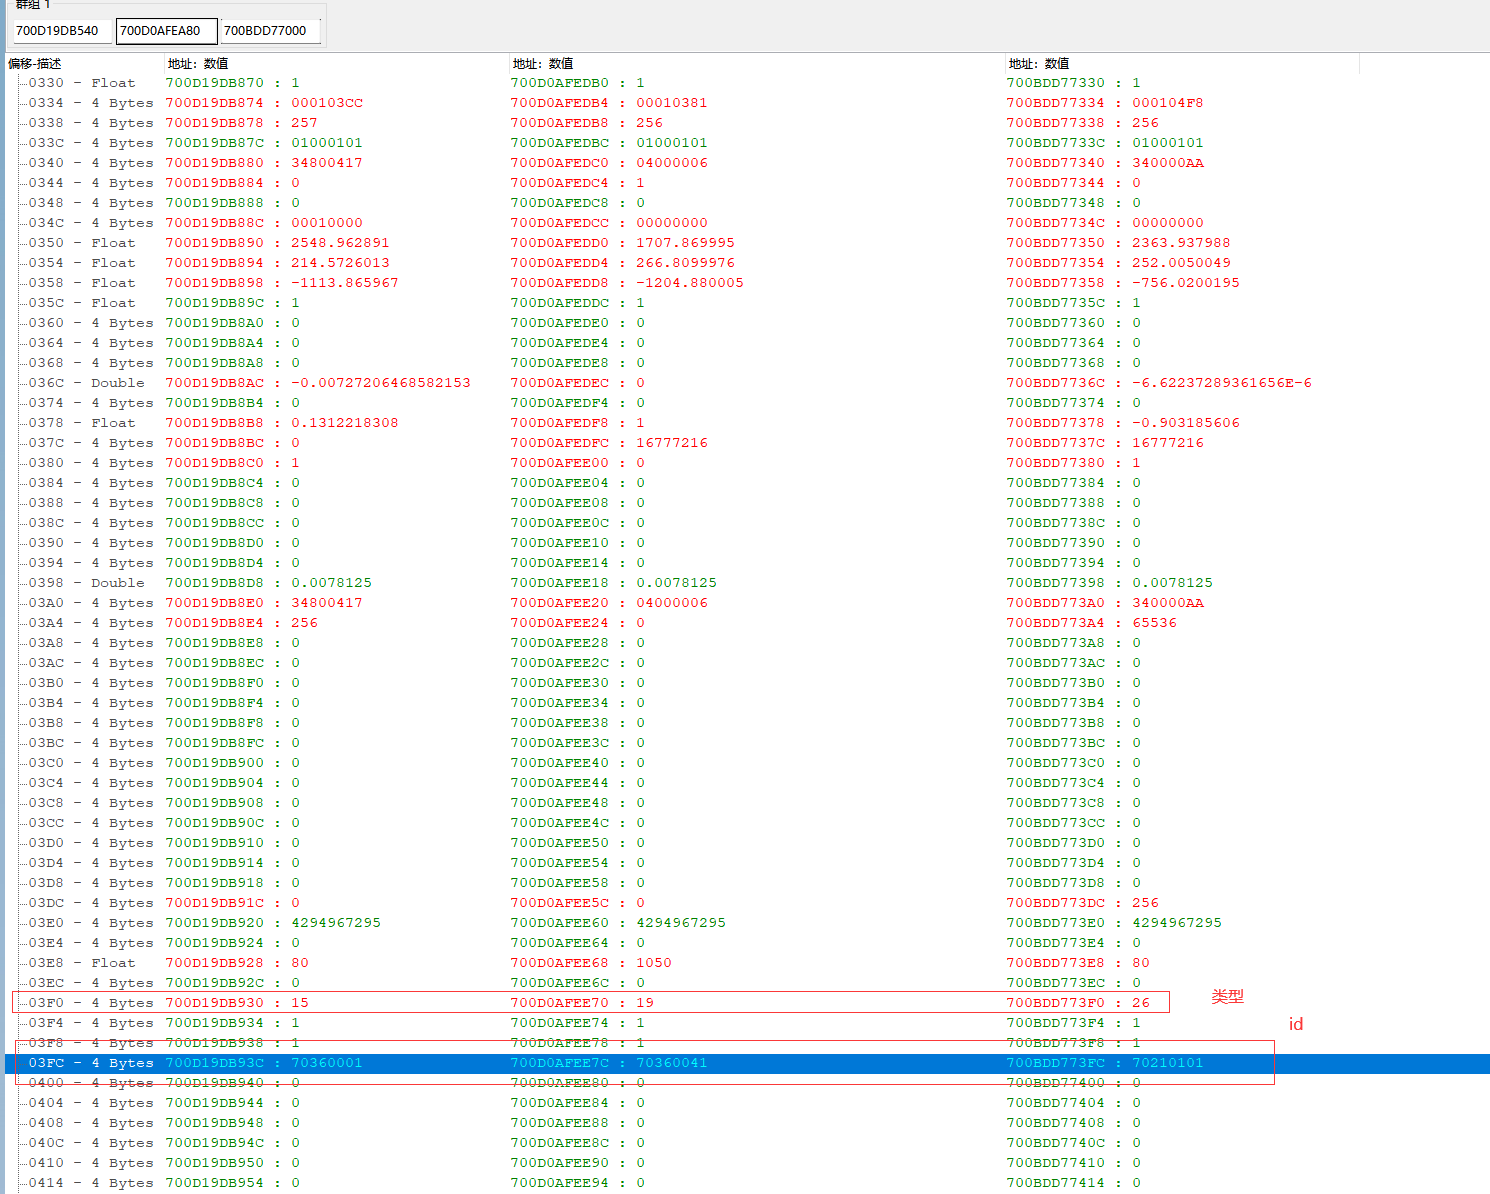 群组 1
700D19DB540 700D0AFEA80 700BDD77000
偏移-描述 地址: 数值 地址: 数值 地址: 数值
0330 - Float 700D19DB870 : 1 700D0AFEDB0 : 1 700BDD77330 : 1
0334 - 4 Bytes 700D19DB874 : 000103CC 700D0AFEDB4 : 00010381 700BDD77334 : 000104F8
0338 - 4 Bytes 700D19DB878 : 257 700D0AFEDB8 : 256 700BDD77338 : 256
033C - 4 Bytes 700D19DB87C : 01000101 700D0AFEDBC : 01000101 700BDD7733C : 01000101
0340 - 4 Bytes 700D19DB880 : 34800417 700D0AFEDC0 : 04000006 700BDD77340 : 340000AA
0344 - 4 Bytes 700D19DB884 : 0 700D0AFEDC4 : 1 700BDD77344 : 0
0348 - 4 Bytes 700D19DB888 : 0 700D0AFEDC8 : 0 700BDD77348 : 0
034C - 4 Bytes 700D19DB88C : 00010000 700D0AFEDCC : 00000000 700BDD7734C : 00000000
0350 - Float 700D19DB890 : 2548.962891 700D0AFEDD0 : 1707.869995 700BDD77350 : 2363.937988
0354 - Float 700D19DB894 : 214.5726013 700D0AFEDD4 : 266.8099976 700BDD77354 : 252.0050049
0358 - Float 700D19DB898 : -1113.865967 700D0AFEDD8 : -1204.880005 700BDD77358 : -756.0200195
035C - Float 700D19DB89C : 1 700D0AFEDDC : 1 700BDD7735C : 1
0360 - 4 Bytes 700D19DB8A0 : 0 700D0AFEDE0 : 0 700BDD77360 : 0
0364 - 4 Bytes 700D19DB8A4 : 0 700D0AFEDE4 : 0 700BDD77364 : 0
0368 - 4 Bytes 700D19DB8A8 : 0 700D0AFEDE8 : 0 700BDD77368 : 0
036C - Double 700D19DB8AC : -0.00727206468582153 700D0AFEDEC : 0 700BDD7736C : -6.62237289361656E-6
0374 - 4 Bytes 700D19DB8B4 : 0 700D0AFEDF4 : 0 700BDD77374 : 0
0378 - Float 700D19DB8B8 : 0.1312218308 700D0AFEDF8 : 1 700BDD77378 : -0.903185606
037C - 4 Bytes 700D19DB8BC : 0 700D0AFEDFC : 16777216 700BDD7737C : 16777216
0380 - 4 Bytes 700D19DB8C0 : 1 700D0AFEE00 : 0 700BDD77380 : 1
0384 - 4 Bytes 700D19DB8C4 : 0 700D0AFEE04 : 0 700BDD77384 : 0
0388 - 4 Bytes 700D19DB8C8 : 0 700D0AFEE08 : 0 700BDD77388 : 0
038C - 4 Bytes 700D19DB8CC : 0 700D0AFEE0C : 0 700BDD7738C : 0
0390 - 4 Bytes 700D19DB8D0 : 0 700D0AFEE10 : 0 700BDD77390 : 0
0394 - 4 Bytes 700D19DB8D4 : 0 700D0AFEE14 : 0 700BDD77394 : 0
0398 - Double 700D19DB8D8 : 0.0078125 700D0AFEE18 : 0.0078125 700BDD77398 : 0.0078125
03A0 - 4 Bytes 700D19DB8E0 : 34800417 700D0AFEE20 : 04000006 700BDD773A0 : 340000AA
03A4 - 4 Bytes 700D19DB8E4 : 256 700D0AFEE24 : 0 700BDD773A4 : 65536
03A8 - 4 Bytes 700D19DB8E8 : 0 700D0AFEE28 : 0 700BDD773A8 : 0
03AC - 4 Bytes 700D19DB8EC : 0 700D0AFEE2C : 0 700BDD773AC : 0
03B0 - 4 Bytes 700D19DB8F0 : 0 700D0AFEE30 : 0 700BDD773B0 : 0
03B4 - 4 Bytes 700D19DB8F4 : 0 700D0AFEE34 : 0 700BDD773B4 : 0
03B8 - 4 Bytes 700D19DB8F8 : 0 700D0AFEE38 : 0 700BDD773B8 : 0
03BC - 4 Bytes 700D19DB8FC : 0 700D0AFEE3C : 0 700BDD773BC : 0
03C0 - 4 Bytes 700D19DB900 : 0 700D0AFEE40 : 0 700BDD773C0 : 0
03C4 - 4 Bytes 700D19DB904 : 0 700D0AFEE44 : 0 700BDD773C4 : 0
03C8 - 4 Bytes 700D19DB908 : 0 700D0AFEE48 : 0 700BDD773C8 : 0
03CC - 4 Bytes 700D19DB90C : 0 700D0AFEE4C : 0 700BDD773CC : 0
03D0 - 4 Bytes 700D19DB910 : 0 700D0AFEE50 : 0 700BDD773D0 : 0
03D4 - 4 Bytes 700D19DB914 : 0 700D0AFEE54 : 0 700BDD773D4 : 0
03D8 - 4 Bytes 700D19DB918 : 0 700D0AFEE58 : 0 700BDD773D8 : 0
03DC - 4 Bytes 700D19DB91C : 0 700D0AFEE5C : 0 700BDD773DC : 256
03E0 - 4 Bytes 700D19DB920 : 4294967295 700D0AFEE60 : 4294967295 700BDD773E0 : 4294967295
03E4 - 4 Bytes 700D19DB924 : 0 700D0AFEE64 : 0 700BDD773E4 : 0
03E8 - Float 700D19DB928 : 80 700D0AFEE68 : 1050 700BDD773E8 : 80
03EC - 4 Bytes 700D19DB92C : 0 700D0AFEE6C : 0 700BDD773EC : 0
03F0 - 4 Bytes 700D19DB930 : 15 700D0AFEE70 : 19 700BDD773F0 : 26 类型
03F4 - 4 Bytes 700D19DB934 : 1 700D0AFEE74 : 1 700BDD773F4 : 1 id
03F8 - 4 Bytes 700D19DB938 : 1 700D0AFEE78 : 1 700BDD773F8 : 1
03FC - 4 Bytes 700D19DB93C : 70360001 700D0AFEE7C : 70360041 700BDD773FC : 70210101
0400 - 4 Bytes 700D19DB940 : 0 700D0AFEE80 : 0 700BDD77400 : 0
0404 - 4 Bytes 700D19DB944 : 0 700D0AFEE84 : 0 700BDD77404 : 0
0408 - 4 Bytes 700D19DB948 : 0 700D0AFEE88 : 0 700BDD77408 : 0
040C - 4 Bytes 700D19DB94C : 0 700D0AFEE8C : 0 700BDD7740C : 0
0410 - 4 Bytes 700D19DB950 : 0 700D0AFEE90 : 0 700BDD77410 : 0
0414 - 4 Bytes 700D19DB954 : 0 700D0AFEE94 : 0 700BDD77414 : 0